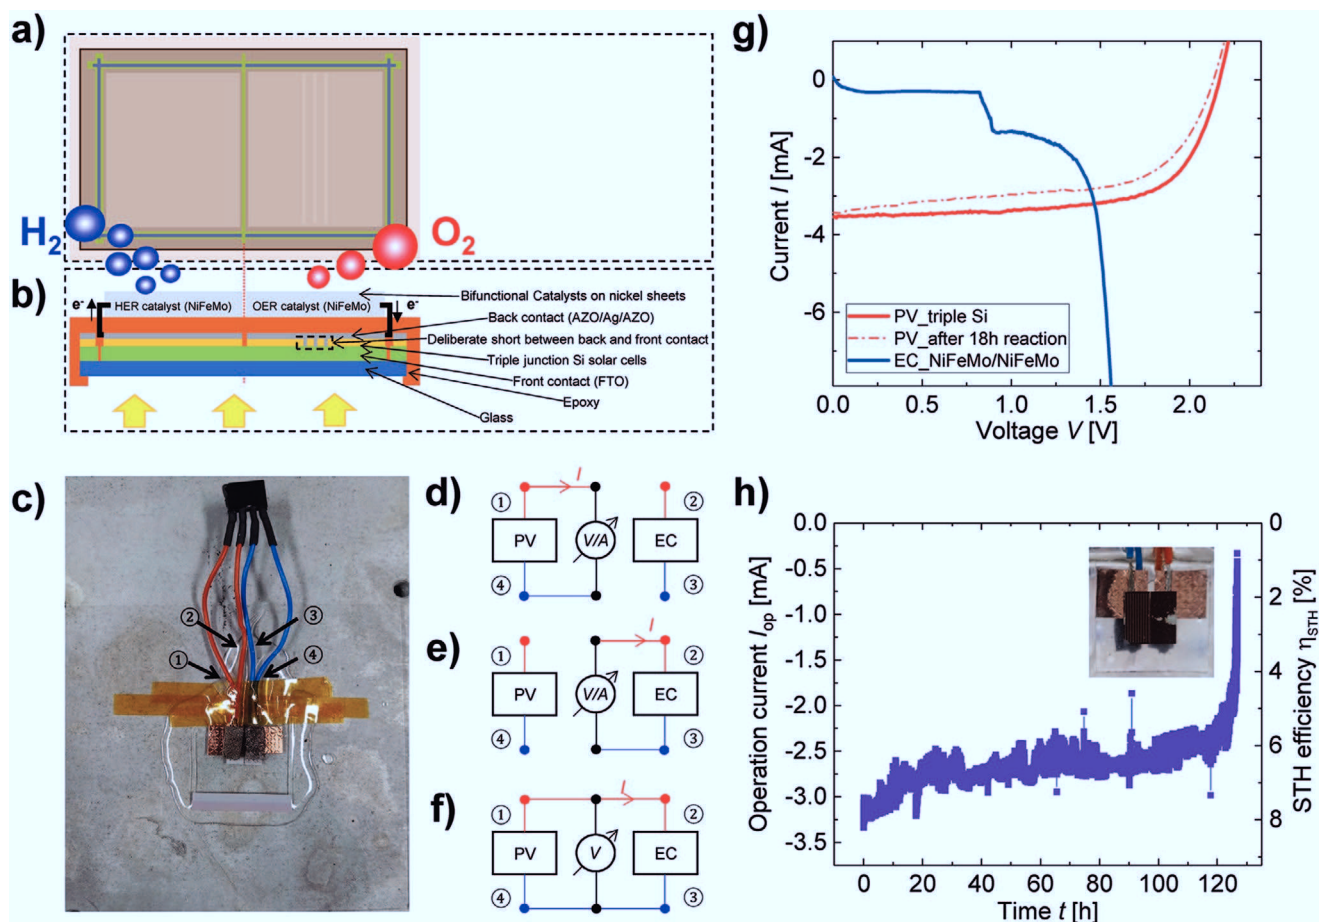 a)
H2
O2
b)
e-
HER catalyst (NiFeMo)
OER catalyst (NiFeMo)
e-
Bifunctional Catalysts on nickel sheets
Back contact (AZO/Ag/AZO)
Deliberate short between back and front contact
Triple junction Si solar cells
Front contact (FTO)
Epoxy
Glass
c)
②
③
①
④
d)
I
①
②
PV
V/A
EC
④
③
e)
I
①
②
PV
V/A
EC
④
③
f)
I
①
②
PV
V
EC
④
③
g)
Current I [mA]
0
-2
-4
-6
PV_triple Si
PV_after 18h reaction
EC_NiFeMo/NiFeMo
0.0 0.5 1.0 1.5 2.0
Voltage V [V]
h)
Operation current Iop [mA]
0.0
-0.5
-1.0
-1.5
-2.0
-2.5
-3.0
-3.5
0
2
4
6
8
STH efficiency ηSTH [%]
0 20 40 60 80 100 120
Time t [h]